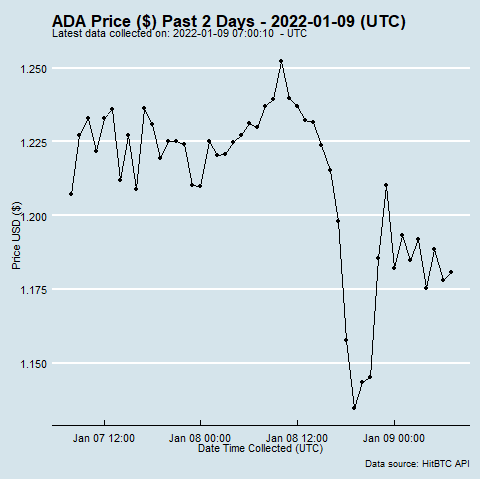 ADA Price ($) Past 2 Days - 2022-01-09 (UTC)
Latest data collected on: 2022-01-09 07:00:10 - UTC
1.250
1.225
1.200
1.175
1.150
Price USD ($)
Jan 07 12:00 Jan 08 00:00 Jan 08 12:00 Jan 09 00:00
Date Time Collected (UTC)
Data source: HitBTC API